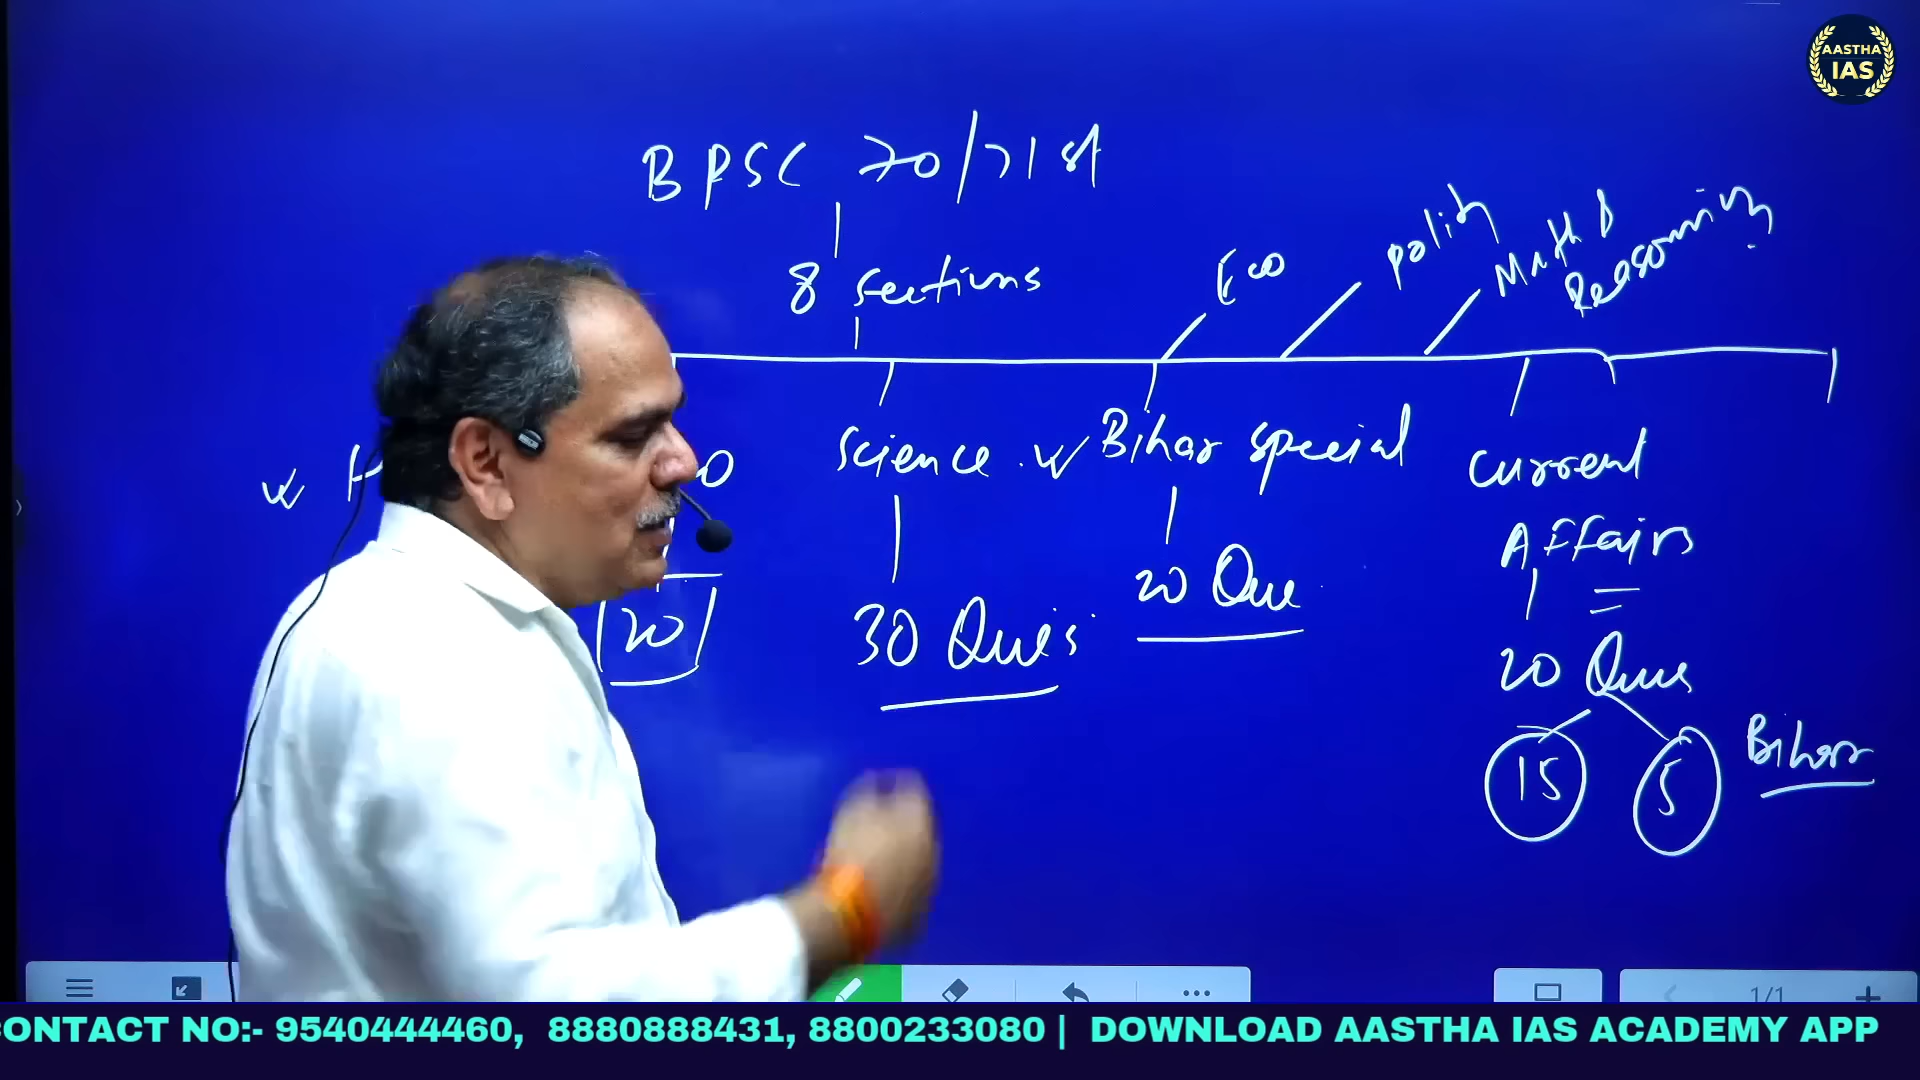 AASTHA
IAS
BPSC 70/71st
8 sections
Eco
polity
Math &
Reasoning
Science
Bihar special
Current
Affairs
20
30 Ques
20 Que
20 Ques
15
5
Bihar
1/1
CONTACT NO:- 9540444460, 8880888431, 8800233080 | DOWNLOAD AASTHA IAS ACADEMY APP